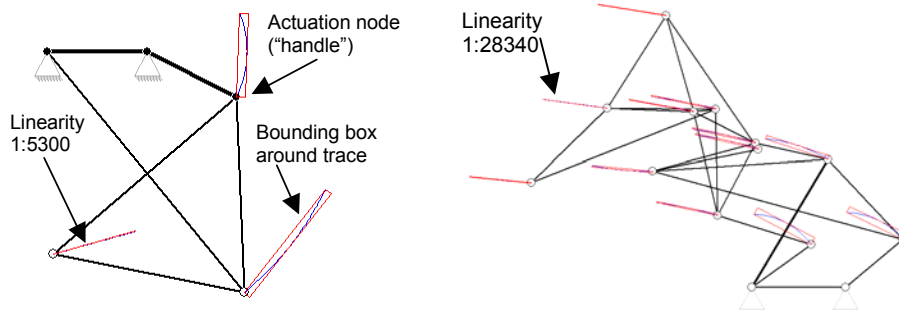 Actuation node
(“handle”)
Linearity
1:5300
Bounding box
around trace
Linearity
1:28340